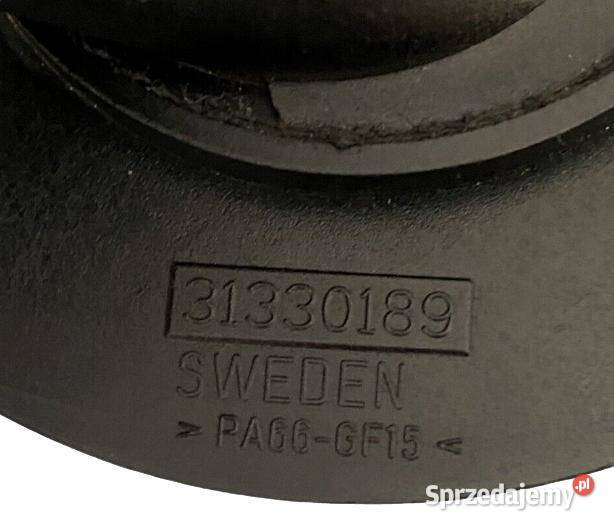 31330189
SWEDEN
> PA66-GF15 <
Sprzedajemy.pl